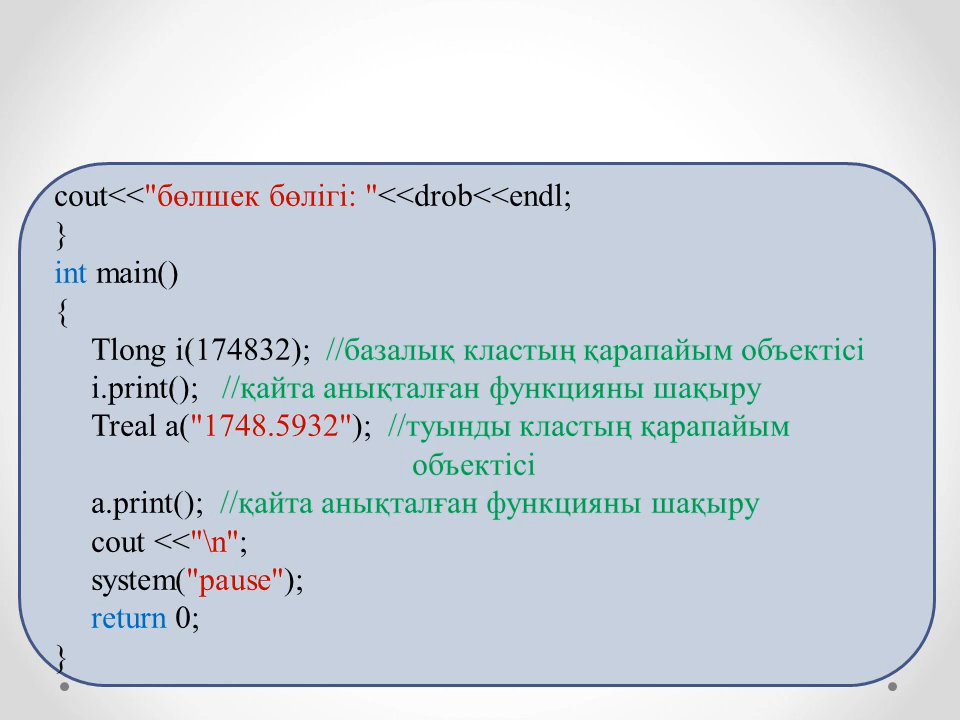 cout<<"бөлшек бөлігі: "<<drob<<endl;
}
int main()
{
Tlong i(174832); //базалық кластың қарапайым объектісі
i.print(); //қайта анықталған функцияны шақыру
Treal a("1748.5932"); //туынды кластың қарапайым
объектісі
a.print(); //қайта анықталған функцияны шақыру
cout <<"\n";
system("pause");
return 0;
}